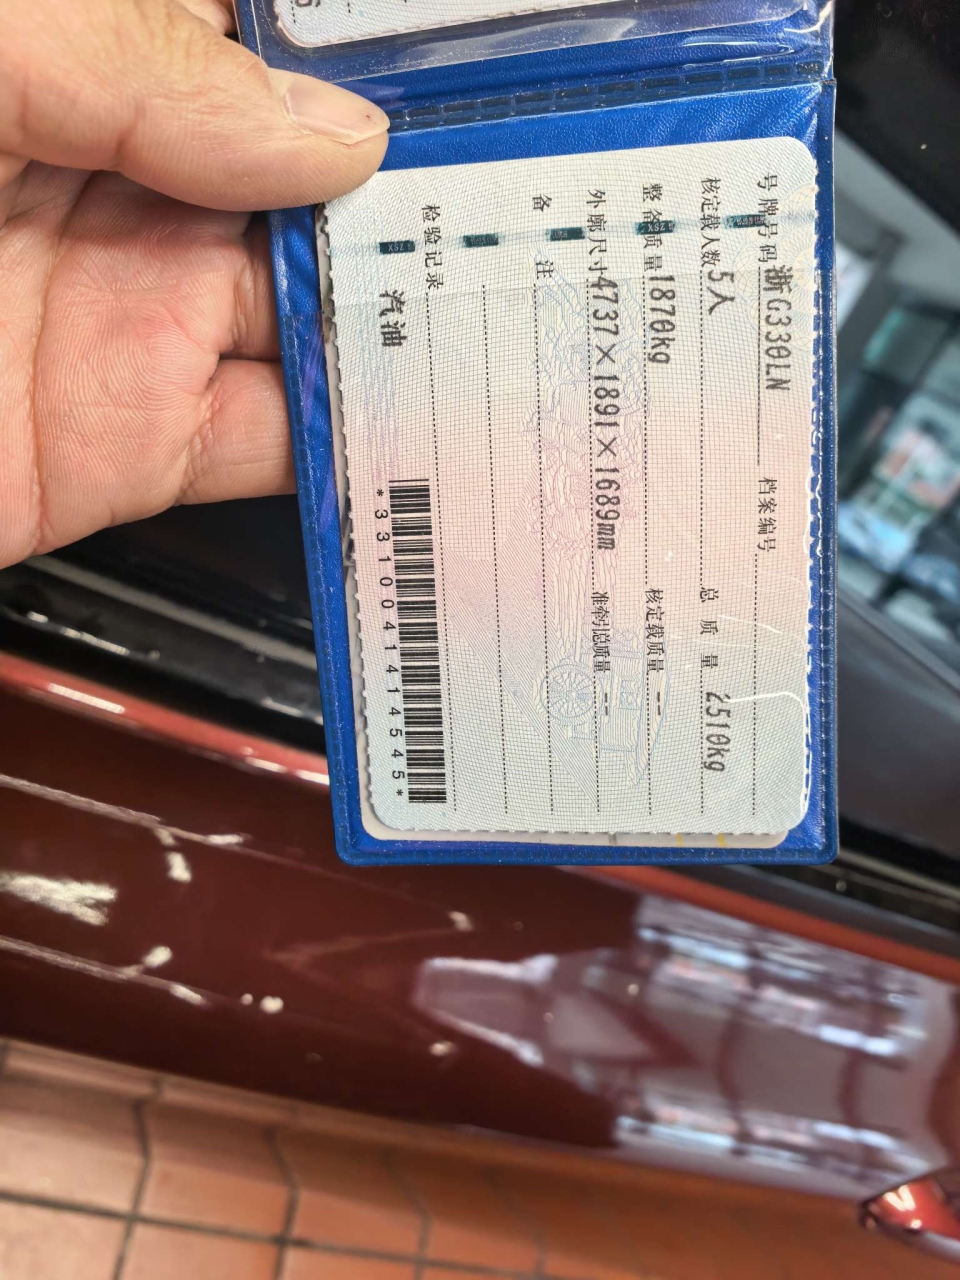 号牌号码 浙G330LN 档案编号
核定载人数 5人 总质量 2510kg
整备质量 1870kg 核定载质量 --
外廓尺寸 4737×1891×1689mm 准牵引总质量 --
备 注
检验记录
汽油
*3310041414545*